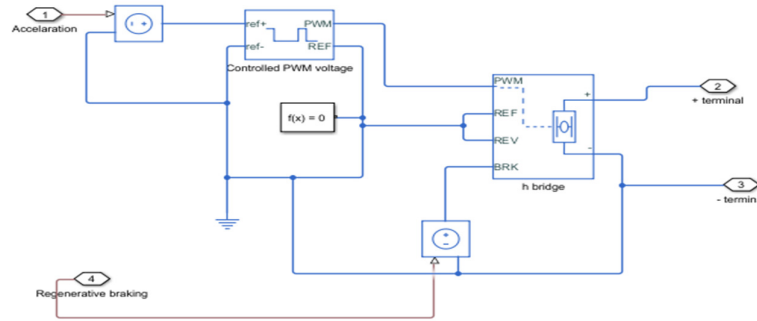 1
Accelaration
ref+
PWM
ref-
REF
Controlled PWM voltage
f(x) = 0
PWM
REF
REV
BRK
+
-
h bridge
2
+ terminal
3
- termin
4
Regenerative braking